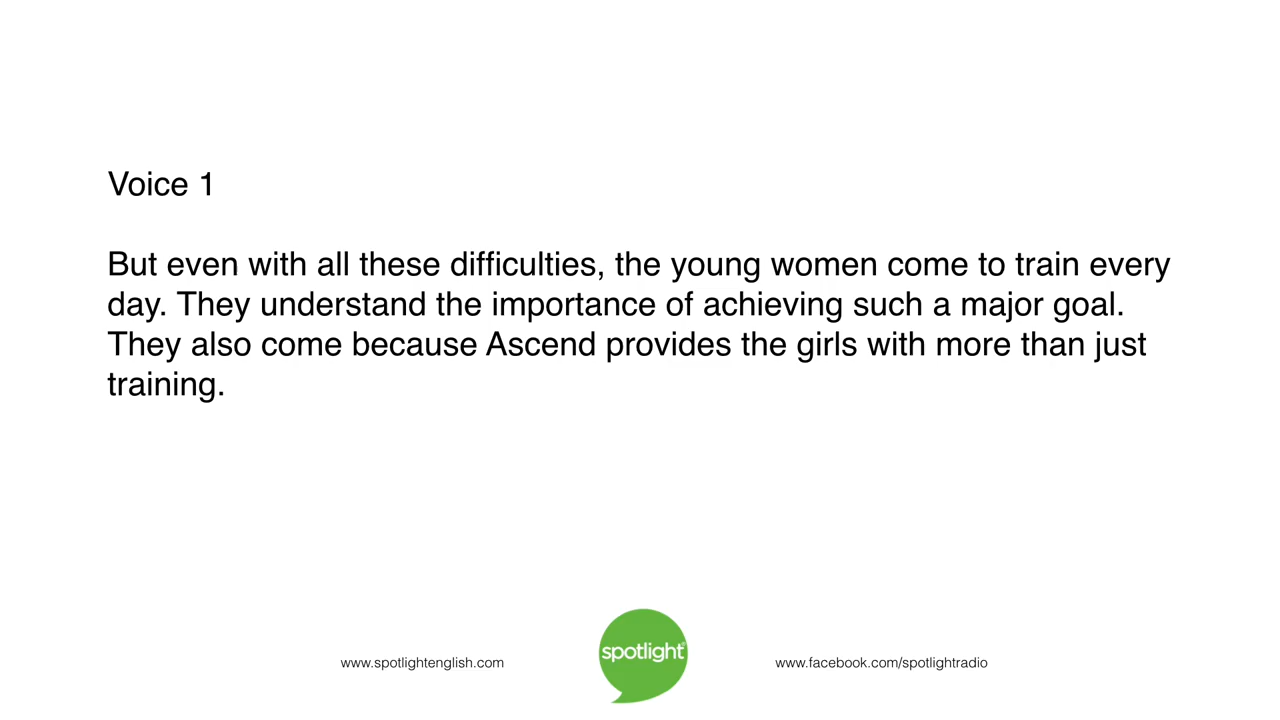 Voice 1
But even with all these difficulties, the young women come to train every
day. They understand the importance of achieving such a major goal.
They also come because Ascend provides the girls with more than just
training.
www.spotlightenglish.com
spotlight
www.facebook.com/spotlightradio